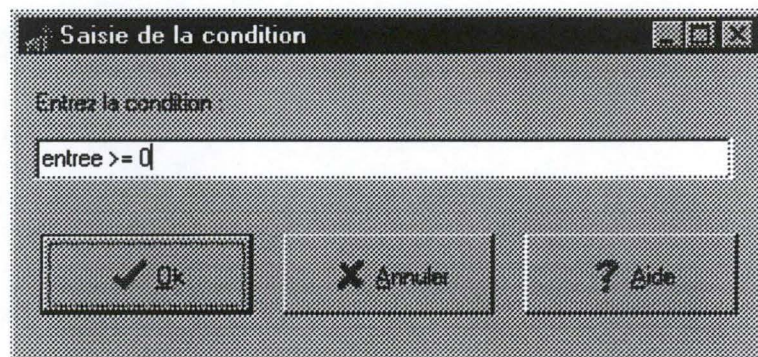 Saisie de la condition
Entrez la condition :
entree >= 0
Ok
Annuler
? Aide